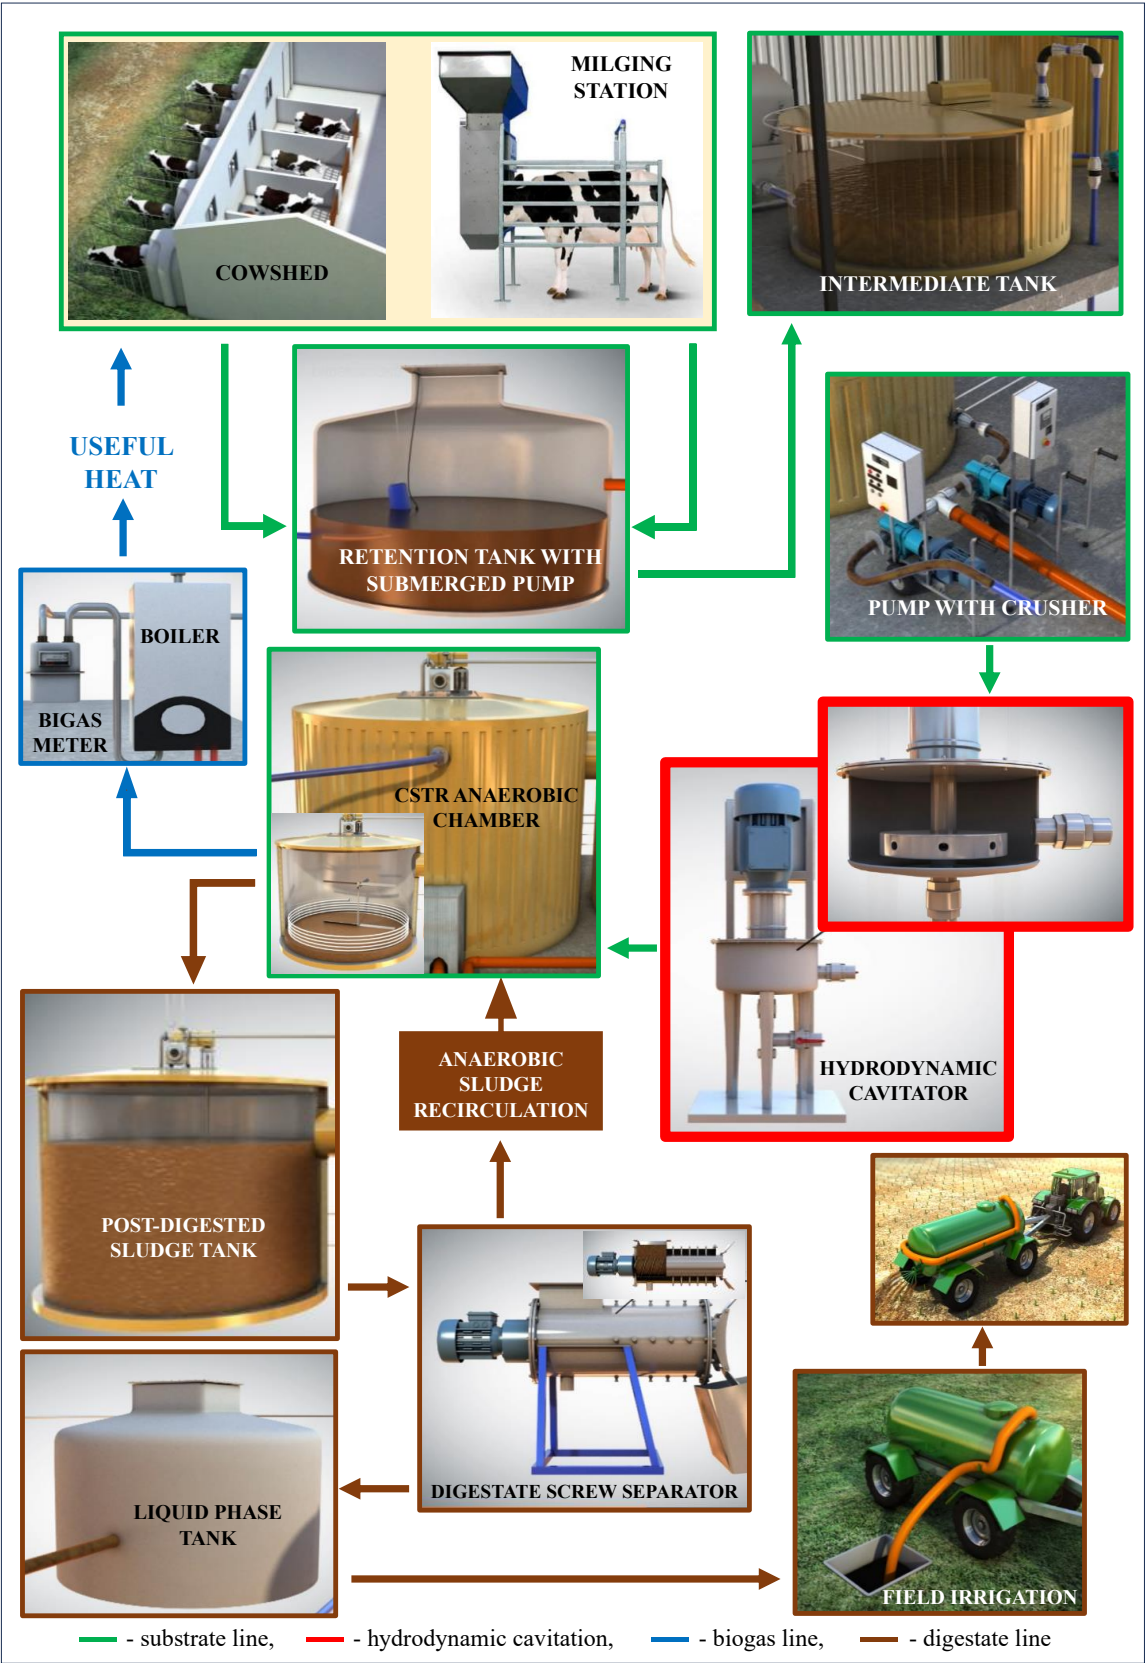 MILGING
STATION
COWSHED
INTERMEDIATE TANK
USEFUL
HEAT
RETENTION TANK WITH
SUBMERGED PUMP
PUMP WITH CRUSHER
BOILER
BIGAS
METER
CSTR ANAEROBIC
CHAMBER
HYDRODYNAMIC
CAVITATOR
ANAEROBIC
SLUDGE
RECIRCULATION
POST-DIGESTED
SLUDGE TANK
DIGESTATE SCREW SEPARATOR
LIQUID PHASE
TANK
FIELD IRRIGATION
- substrate line, - hydrodynamic cavitation, - biogas line, - digestate line